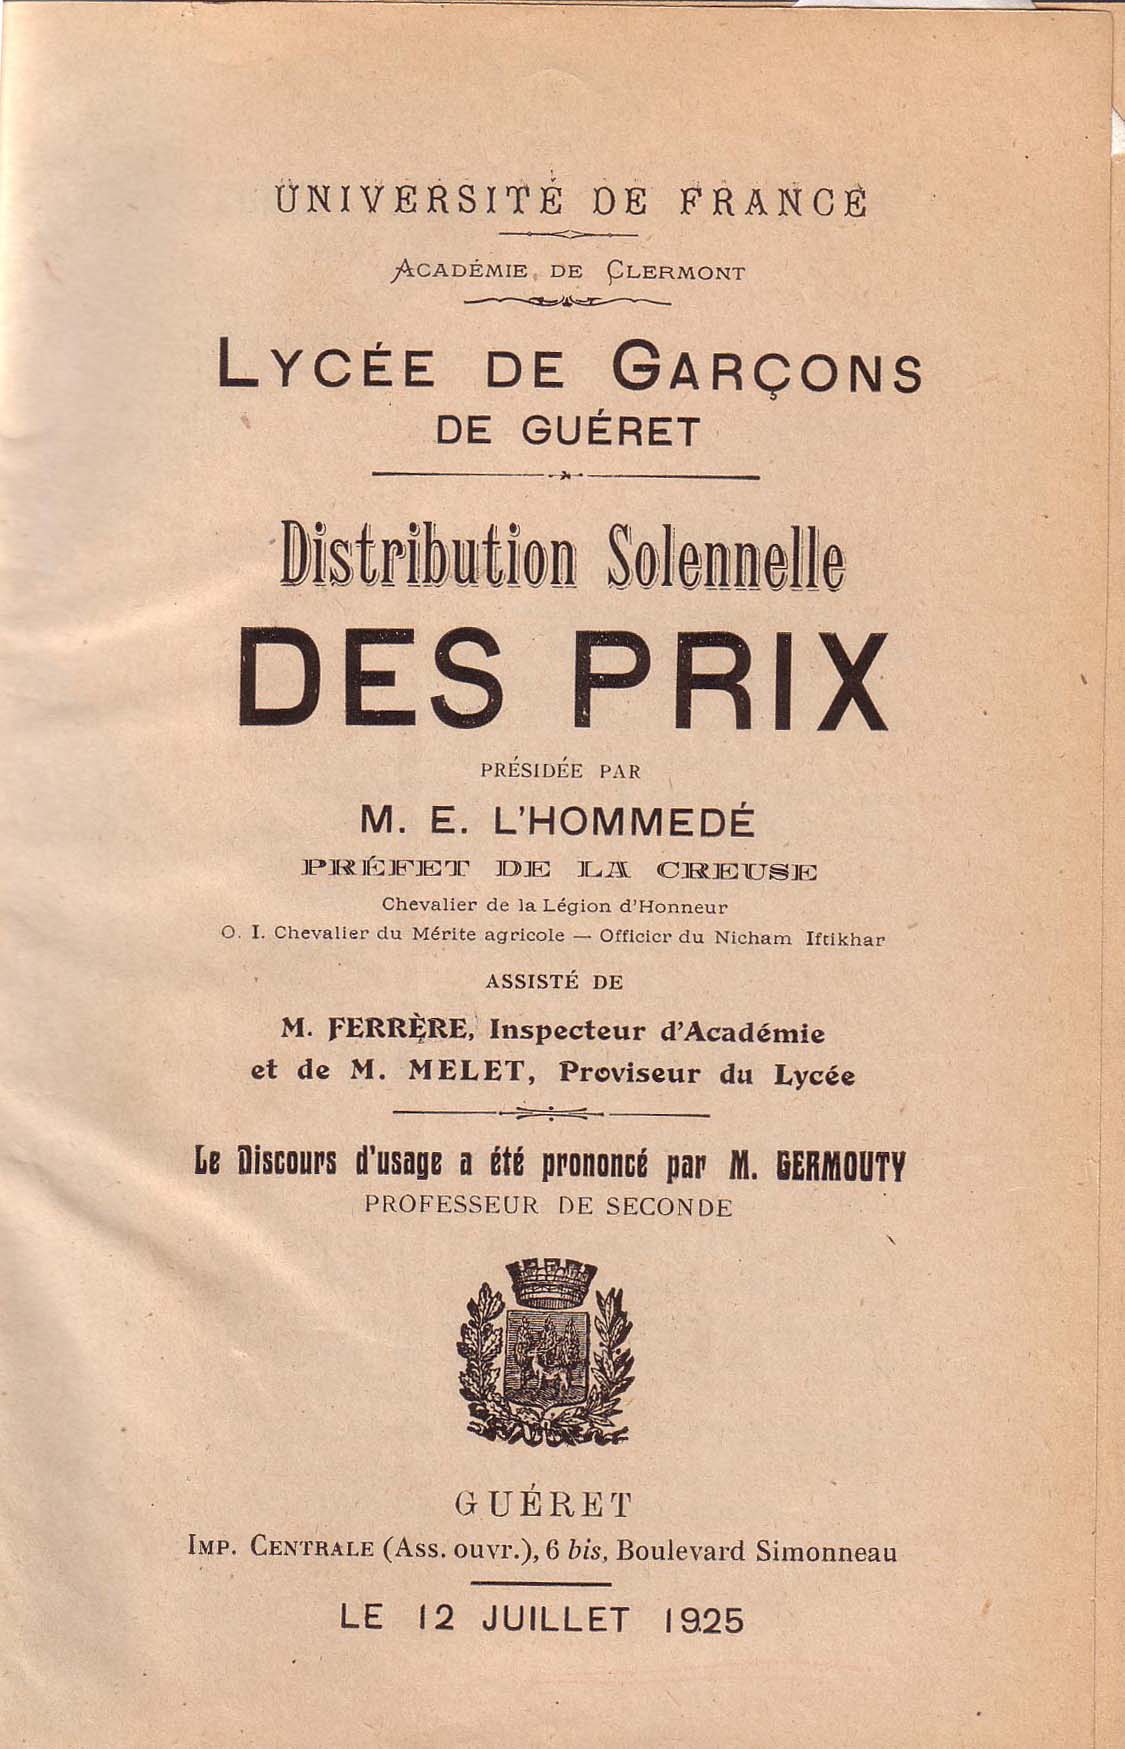 UNIVERSITÉ DE FRANCE
ACADÉMIE DE CLERMONT
LYCÉE DE GARÇONS
DE GUÉRET
Distribution Solennelle
DES PRIX
PRÉSIDÉE PAR
M. E. L'HOMMEDÉ
PRÉFET DE LA CREUSE
Chevalier de la Légion d'Honneur
O. I. Chevalier du Mérite agricole — Officier du Nicham Iftikhar
ASSISTÉ DE
M. FERRÈRE, Inspecteur d'Académie
et de M. MELET, Proviseur du Lycée
Le Discours d'usage a été prononcé par M. GERMOUTY
PROFESSEUR DE SECONDE
GUÉRET
IMP. CENTRALE (Ass. ouvr.), 6 bis, Boulevard Simonneau
LE 12 JUILLET 1925